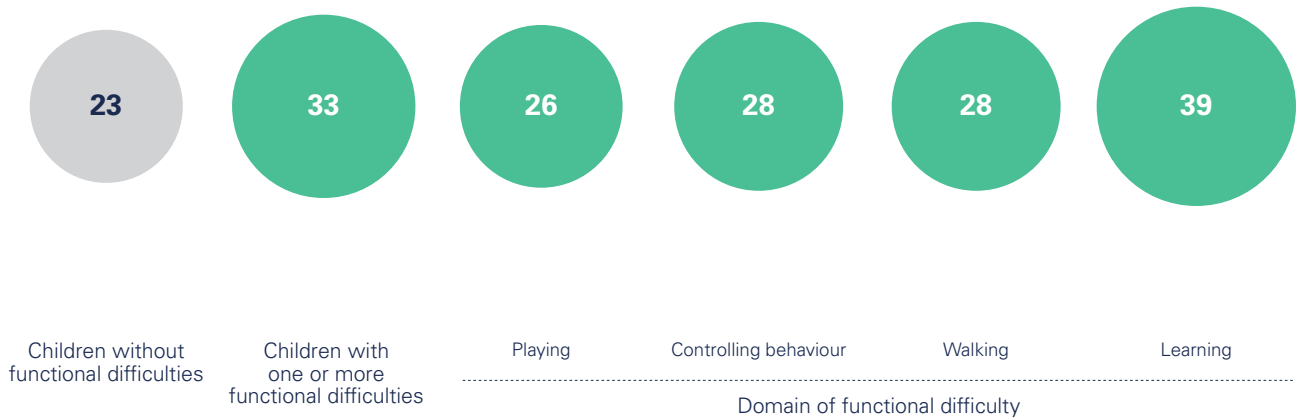 23
33
26
28
28
39
Children without
functional difficulties
Children with
one or more
functional difficulties
Playing
Controlling behaviour
Walking
Learning
Domain of functional difficulty